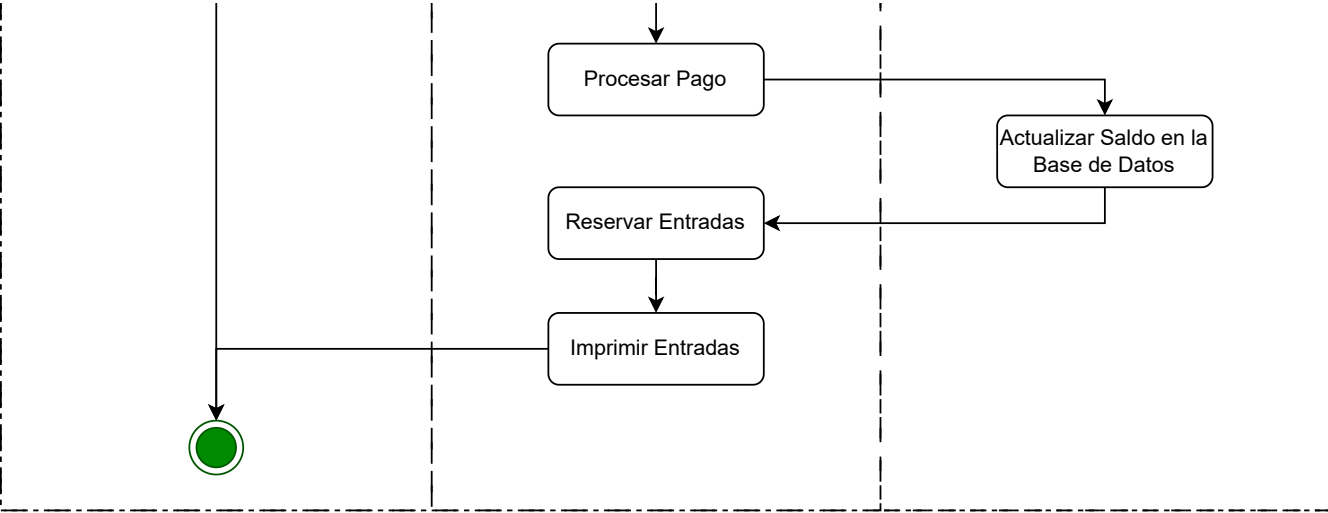 Procesar Pago
Actualizar Saldo en la
Base de Datos
Reservar Entradas
Imprimir Entradas